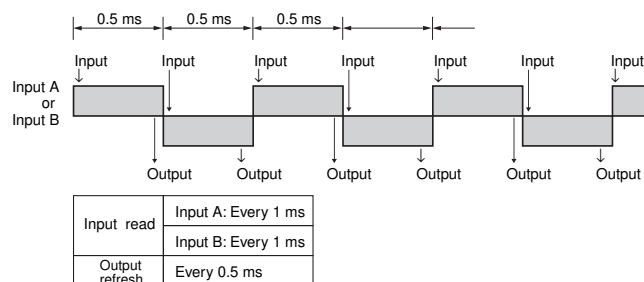 0.5 ms 0.5 ms 0.5 ms
Input Input Input Input Input Input Input
Input A
or
Input B
Output Output Output Output Output Output
Input read
Input A: Every 1 ms
Input B: Every 1 ms
Output
refresh
Every 0.5 ms